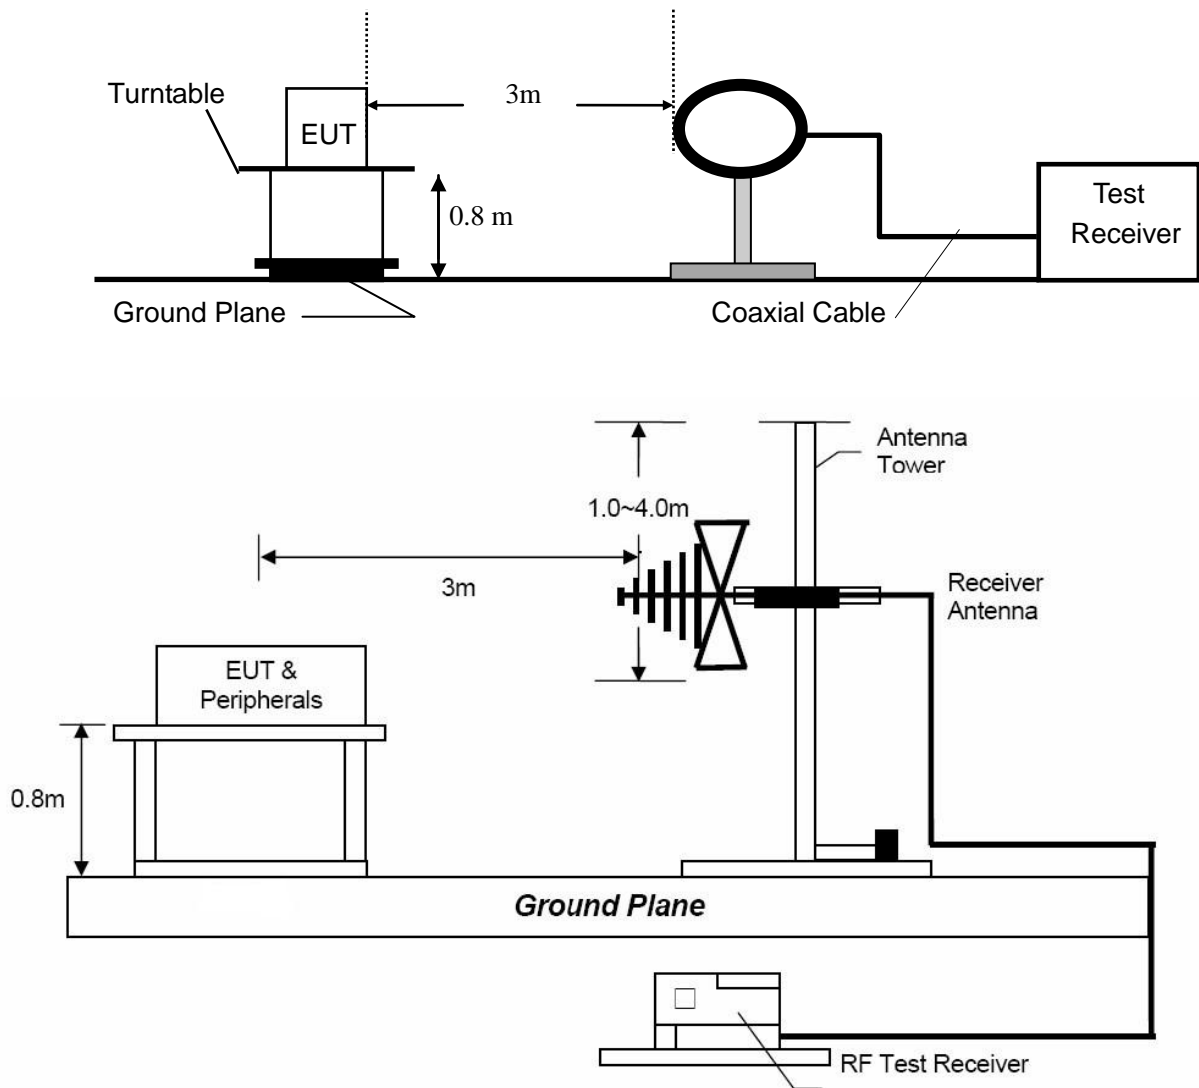 Turntable
3m
EUT
Test
Receiver
0.8 m
Ground Plane
Coaxial Cable
Antenna
Tower
1.0~4.0m
3m
Receiver
Antenna
EUT &
Peripherals
0.8m
Ground Plane
RF Test Receiver